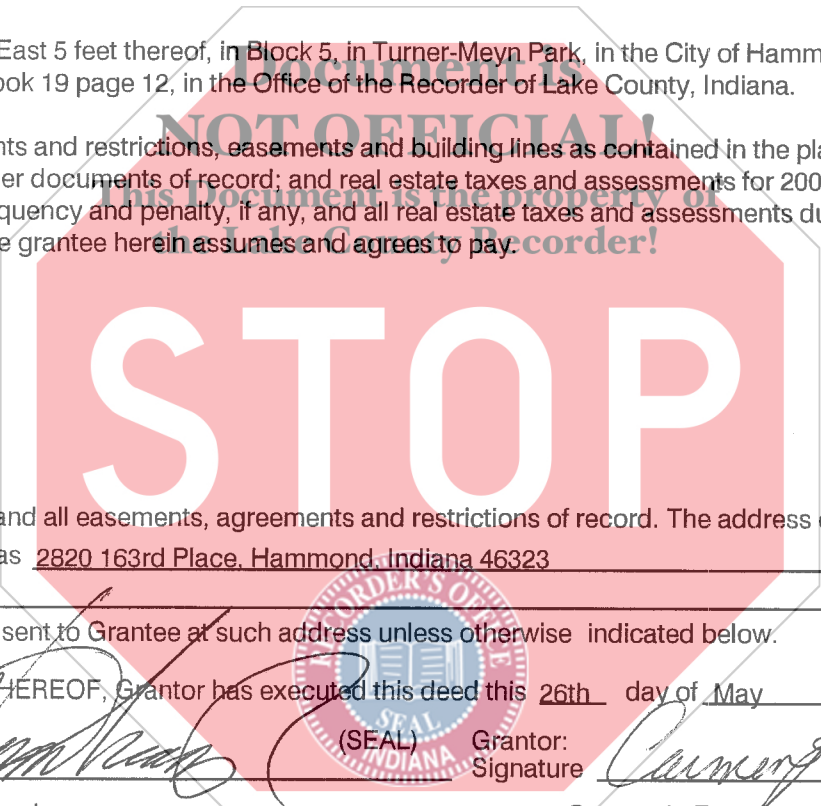 East 5 feet thereof, in Block 5, in Turner-Meyn Park, in the City of Hamm
Document is
ook 19 page 12, in the Office of the Recorder of Lake County, Indiana.
NOT OFFICIAL!
nts and restrictions, easements and building lines as contained in the pla
er documents of record; and real estate taxes and assessments for 200
This Document is the property of
quency and penalty, if any, and all real estate taxes and assessments du
e grantee herein assumes and agrees to pay.
the Lake County Recorder!
STOP
and all easements, agreements and restrictions of record. The address
as 2820 163rd Place, Hammond, Indiana 46323
RECORDER'S OFFICE
sent to Grantee at such address unless otherwise indicated below.
HEREOF, Grantor has executed this deed this 26th day of May
SEAL
INDIANA
(SEAL) Grantor:
Signature Carmen